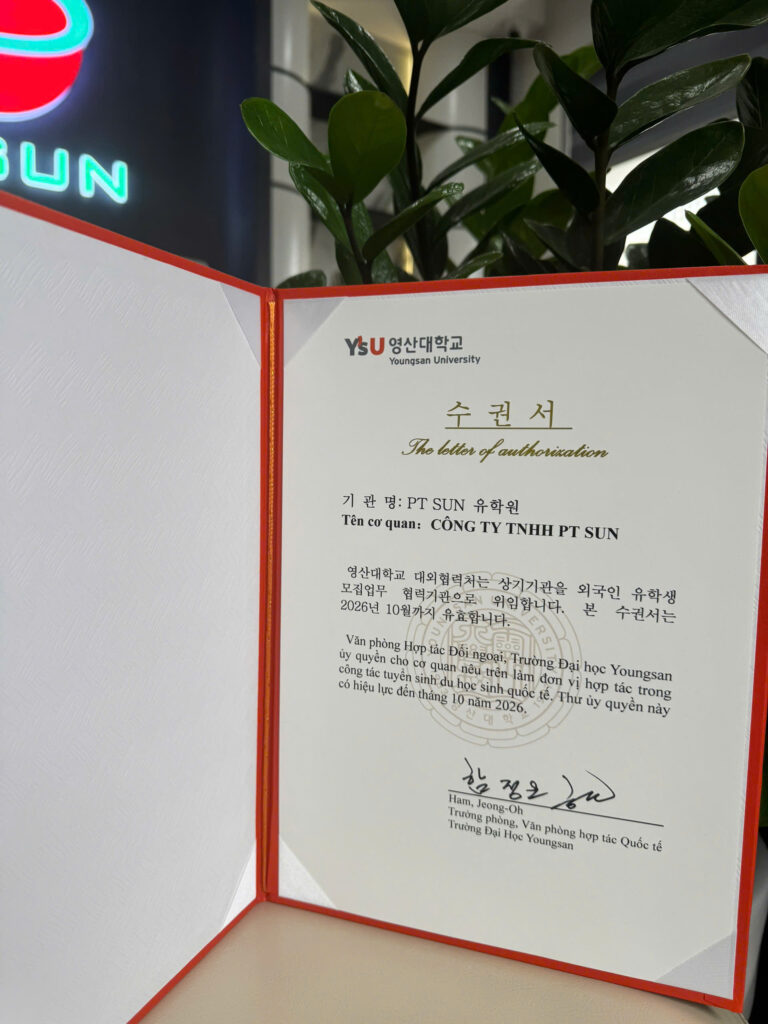 SUN
YsU 영산대학교
Youngsan University
수 권 서
The letter of authorization
기 관 명: PT SUN 유학원
Tên cơ quan: CÔNG TY TNHH PT SUN
영산대학교 대외협력처는 상기기관을 외국인 유학생
모집업무 협력기관으로 위임합니다. 본 수권서는
2026년 10월까지 유효합니다.
Văn phòng Hợp tác Đối ngoại, Trường Đại học Youngsan
ủy quyền cho cơ quan nêu trên làm đơn vị hợp tác trong
công tác tuyển sinh du học sinh quốc tế. Thư ủy quyền này
có hiệu lực đến tháng 10 năm 2026.
함 정 오
Ham, Jeong-Oh
Trưởng phòng, Văn phòng hợp tác Quốc tế
Trường Đại Học Youngsan